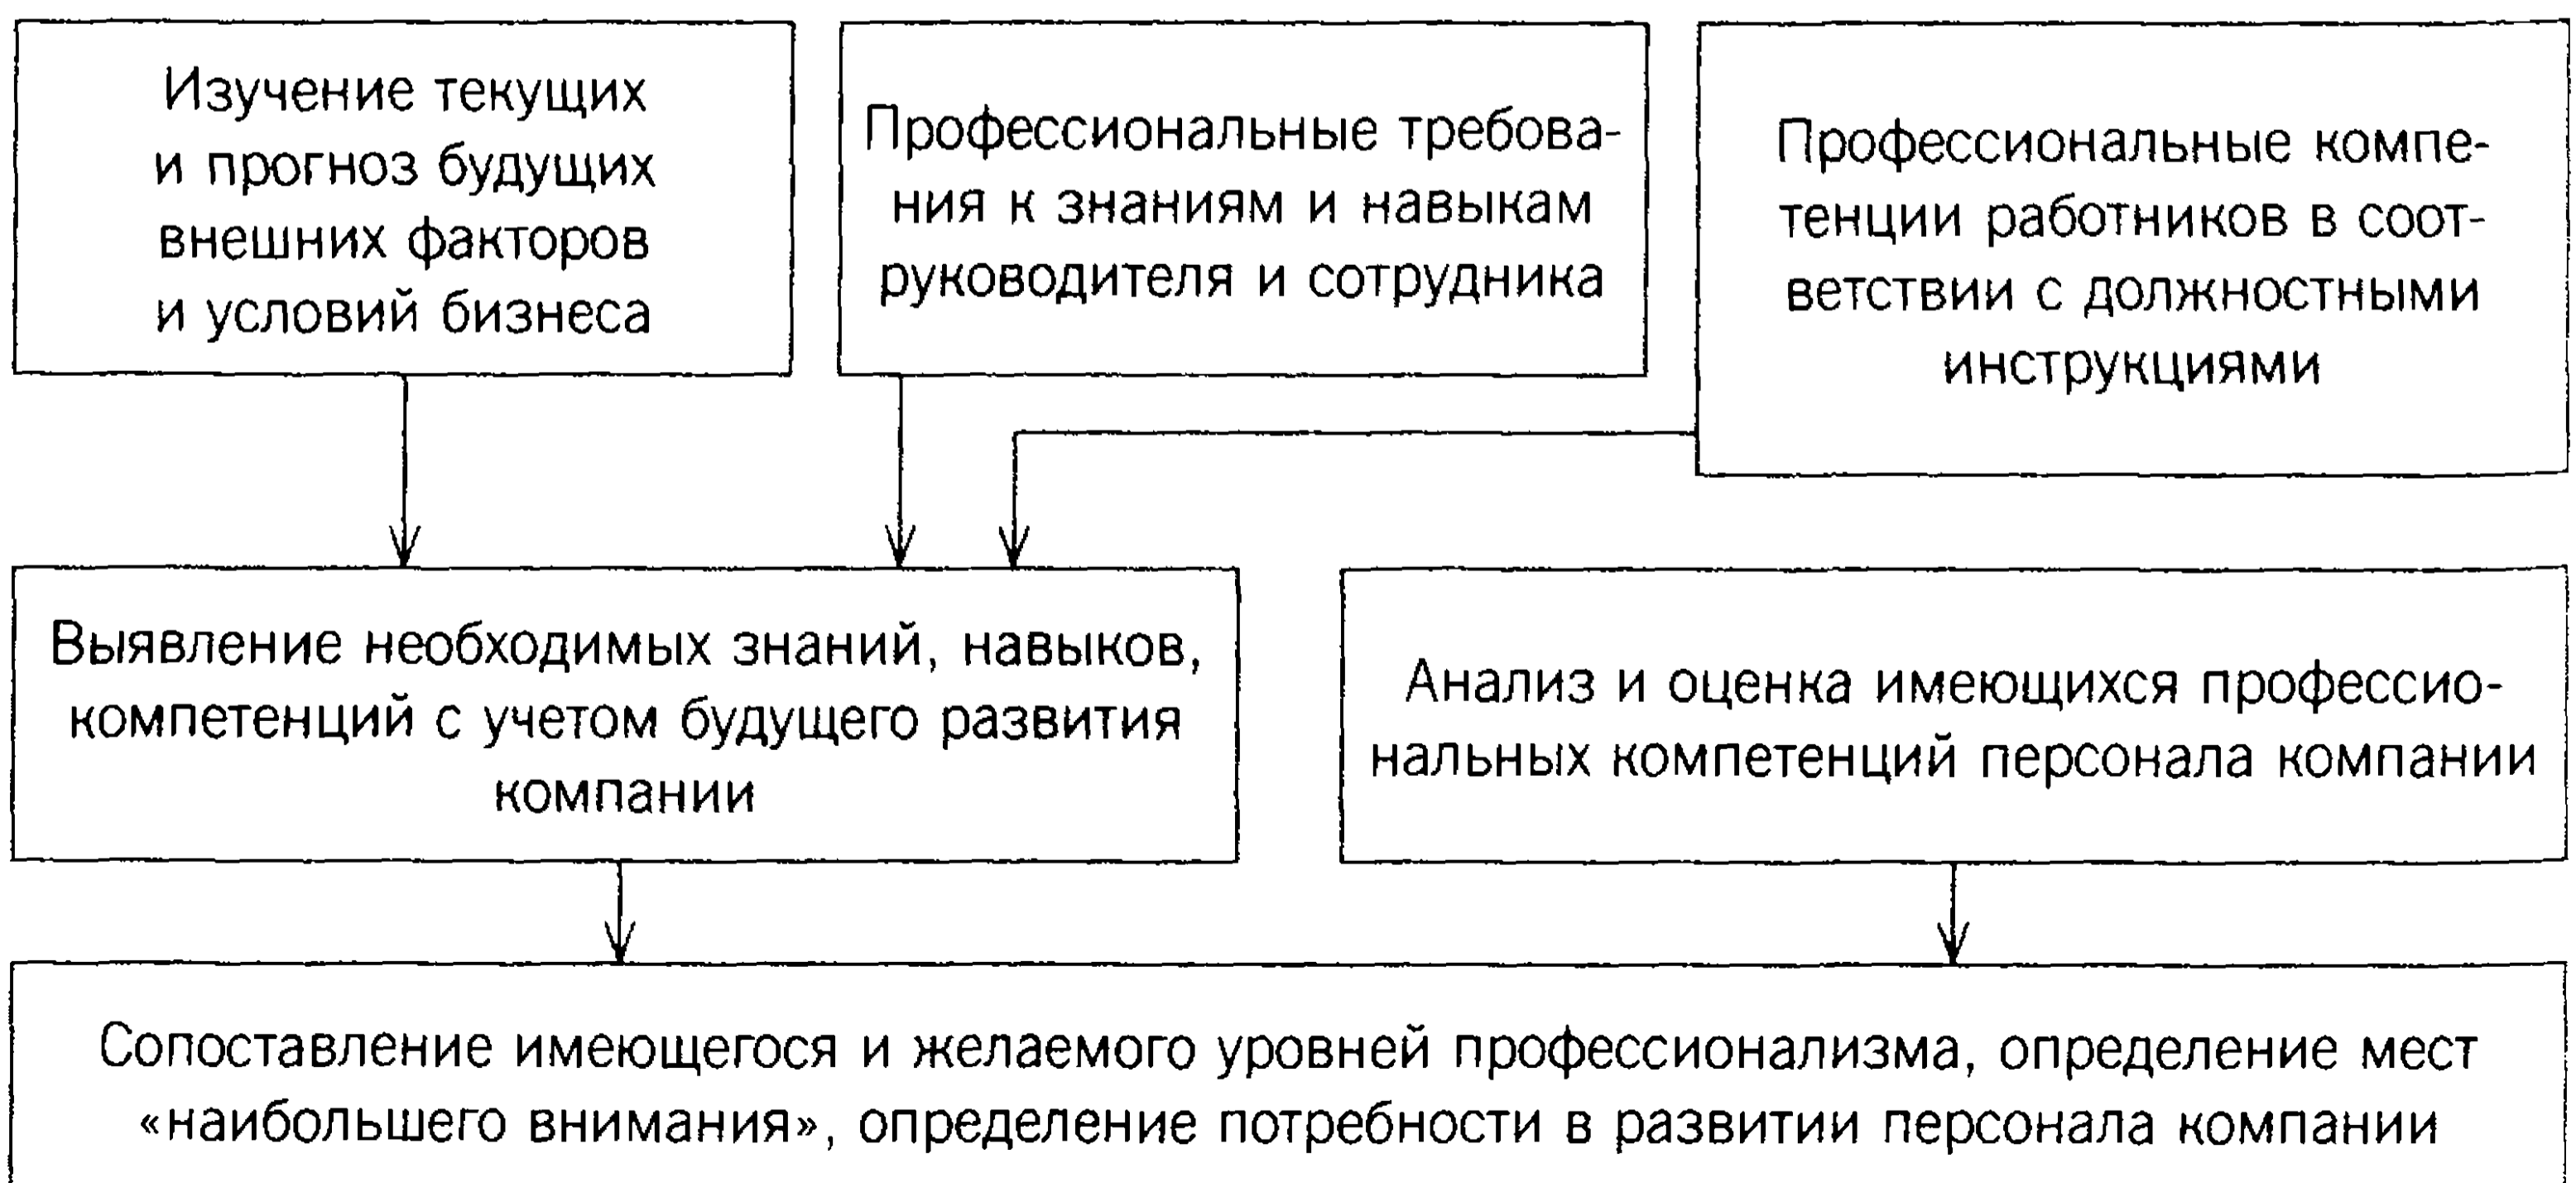 Изучение текущих
и прогноз будущих
внешних факторов
и условий бизнеса
Профессиональные требова-
ния к знаниям и навыкам
руководителя и сотрудника
Профессиональные компе-
тенции работников в соот-
ветствии с должностными
инструкциями
Выявление необходимых знаний, навыков,
компетенций с учетом будущего развития
компании
Анализ и оценка имеющихся профессио-
нальных компетенций персонала компании
Сопоставление имеющегося и желаемого уровней профессионализма, определение мест
«наибольшего внимания», определение потребности в развитии персонала компании